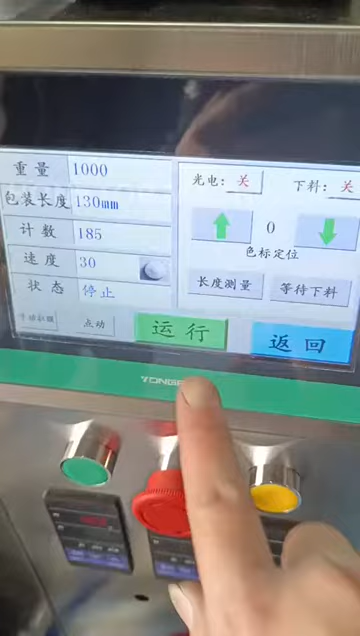 重量 1000
包装长度 130mm
计数 185
速度 30
状态 停止
点动
运行
光电: 关 下料: 关
0
色标定位
长度测量 等待下料
返回